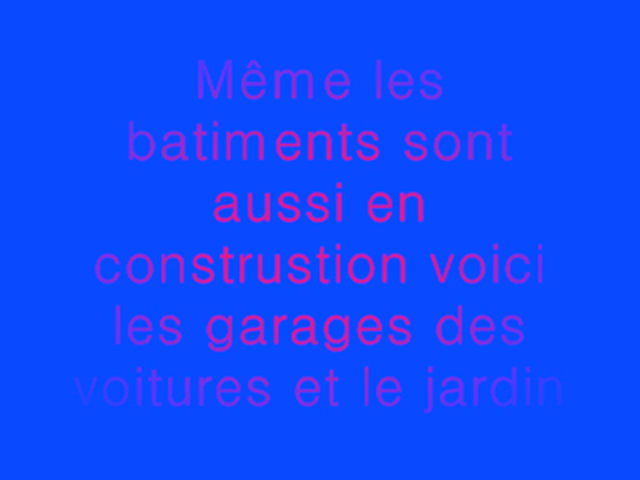 Même les
batiments sont
aussi en
construstion voici
les garages des
voitures et le jardin